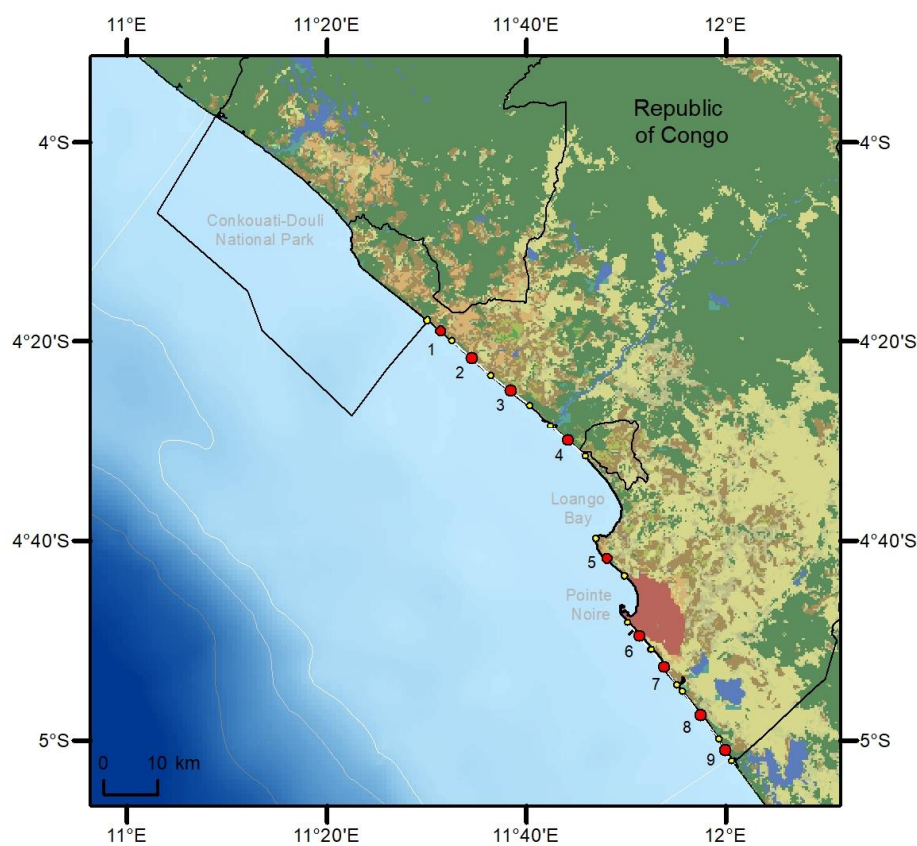 11°E
11°20'E
11°40'E
12°E
Republic
of Congo
4°S
4°S
Conkouati-Douli
National Park
4°20'S
4°20'S
1
2
3
4
Loango
Bay
4°40'S
4°40'S
5
Pointe
Noire
6
7
8
5°S
5°S
9
0 10 km
11°E
11°20'E
11°40'E
12°E